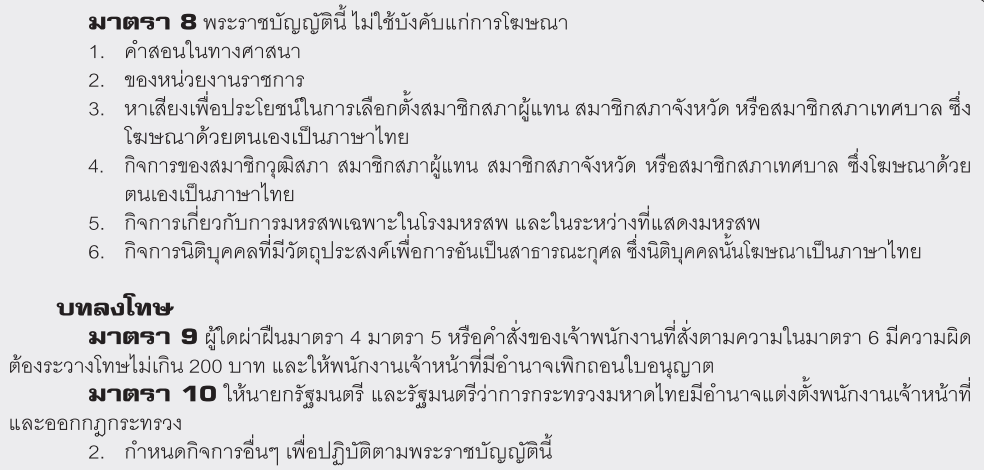 มาตรา 8 พระราชบัญญัตินี้ ไม่ใช้บังคับแก่การโฆษณา
1. คำสอนในทางศาสนา
2. ของหน่วยงานราชการ
3. หาเสียงเพื่อประโยชน์ในการเลือกตั้งสมาชิกสภาผู้แทน สมาชิกสภาจังหวัด หรือสมาชิกสภาเทศบาล ซึ่ง
โฆษณาด้วยตนเองเป็นภาษาไทย
4. กิจการของสมาชิกวุฒิสภา สมาชิกสภาผู้แทน สมาชิกสภาจังหวัด หรือสมาชิกสภาเทศบาล ซึ่งโฆษณาด้วย
ตนเองเป็นภาษาไทย
5. กิจการเกี่ยวกับการมหรสพเฉพาะในโรงมหรสพ และในระหว่างที่แสดงมหรสพ
6. กิจการนิติบุคคลที่มีวัตถุประสงค์เพื่อการอันเป็นสาธารณะกุศล ซึ่งนิติบุคคลนั้นโฆษณาเป็นภาษาไทย
บทลงโทษ
มาตรา 9 ผู้ใดผ่าฝืนมาตรา 4 มาตรา 5 หรือคำสั่งของเจ้าพนักงานที่สั่งตามความในมาตรา 6 มีความผิด
ต้องระวางโทษไม่เกิน 200 บาท และให้พนักงานเจ้าหน้าที่มีอำนาจเพิกถอนใบอนุญาต
มาตรา 10 ให้นายกรัฐมนตรี และรัฐมนตรีว่าการกระทรวงมหาดไทยมีอำนาจแต่งตั้งพนักงานเจ้าหน้าที่
และออกกฎกระทรวง
2. กำหนดกิจการอื่นๆ เพื่อปฏิบัติตามพระราชบัญญัตินี้